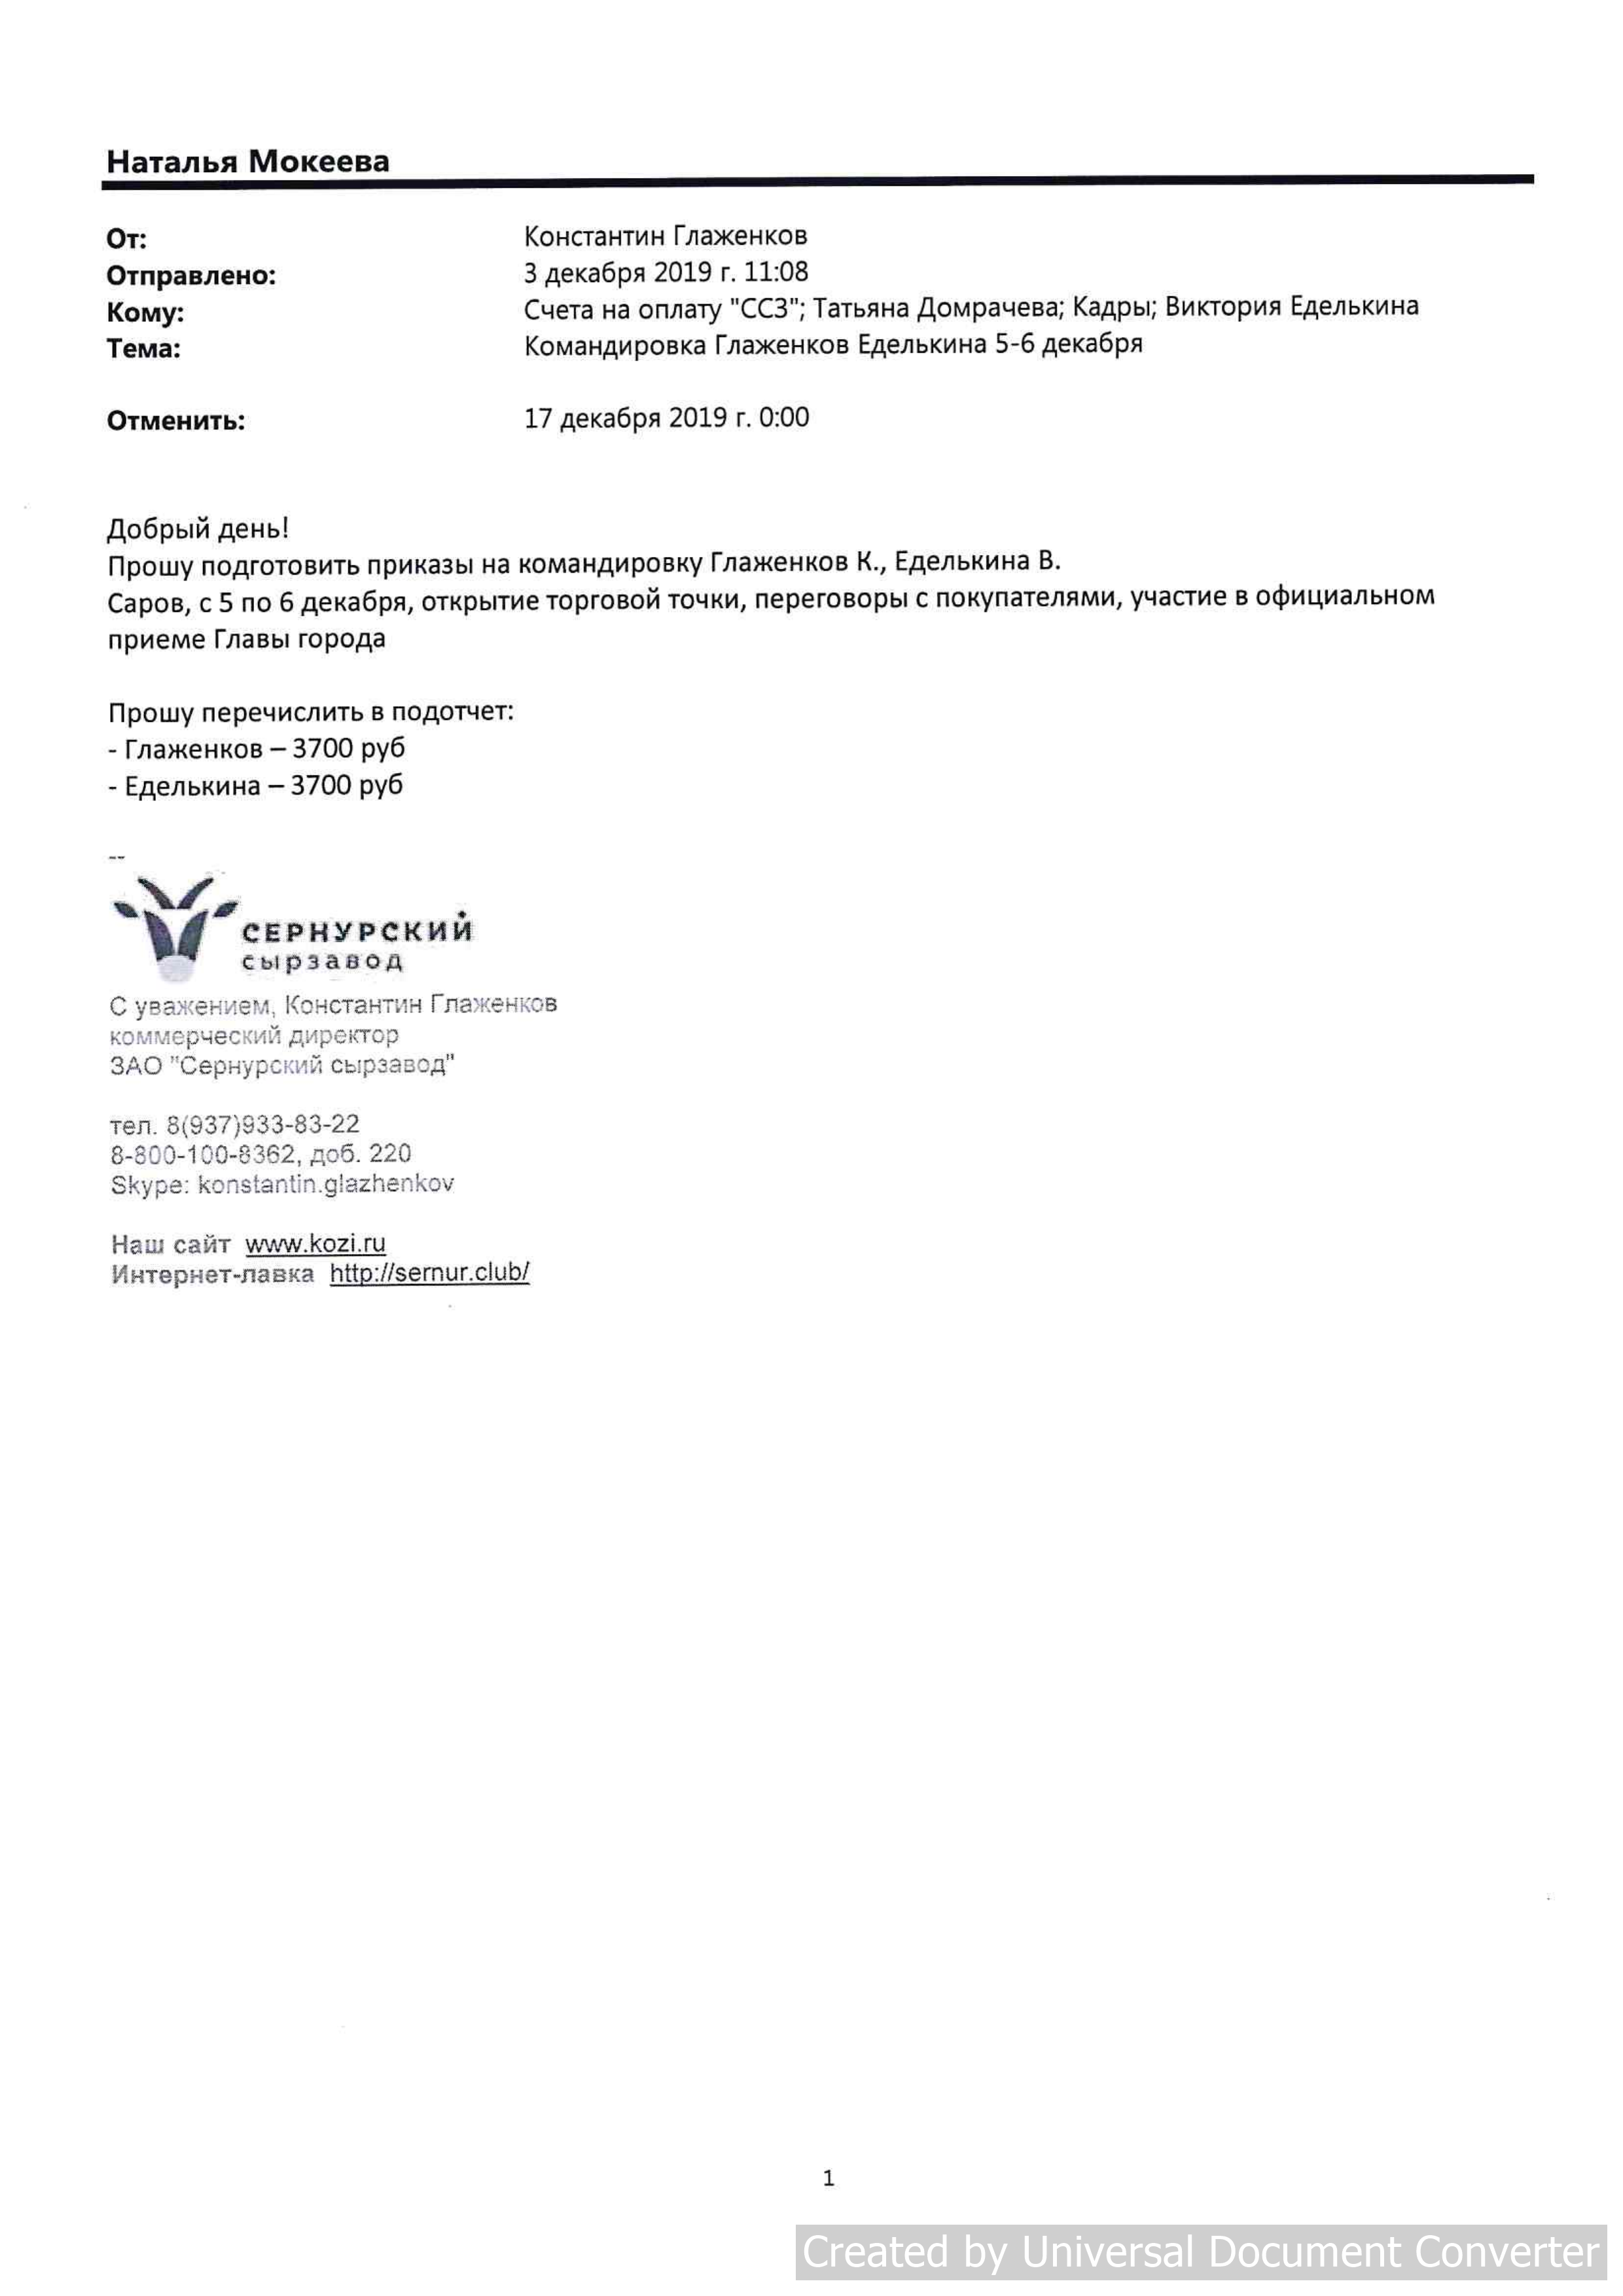 Наталья Мокеева
От: Константин Глаженков
Отправлено: 3 декабря 2019 г. 11:08
Кому: Счета на оплату "ССЗ"; Татьяна Домрачева; Кадры; Виктория Еделькина
Тема: Командировка Глаженков Еделькина 5-6 декабря
Отменить: 17 декабря 2019 г. 0:00
Добрый день!
Прошу подготовить приказы на командировку Глаженков К., Еделькина В.
Саров, с 5 по 6 декабря, открытие торговой точки, переговоры с покупателями, участие в официальном
приеме Главы города
Прошу перечислить в подотчет:
- Глаженков – 3700 руб
- Еделькина – 3700 руб
--
СЕРНУРСКИЙ
сырзавод
С уважением, Константин Глаженков
коммерческий директор
ЗАО "Сернурский сырзавод"
тел. 8(937)933-83-22
8-800-100-8362, доб. 220
Skype: konstantin.glazhenkov
Наш сайт www.kozi.ru
Интернет-лавка http://sernur.club/
1
Created by Universal Document Converter